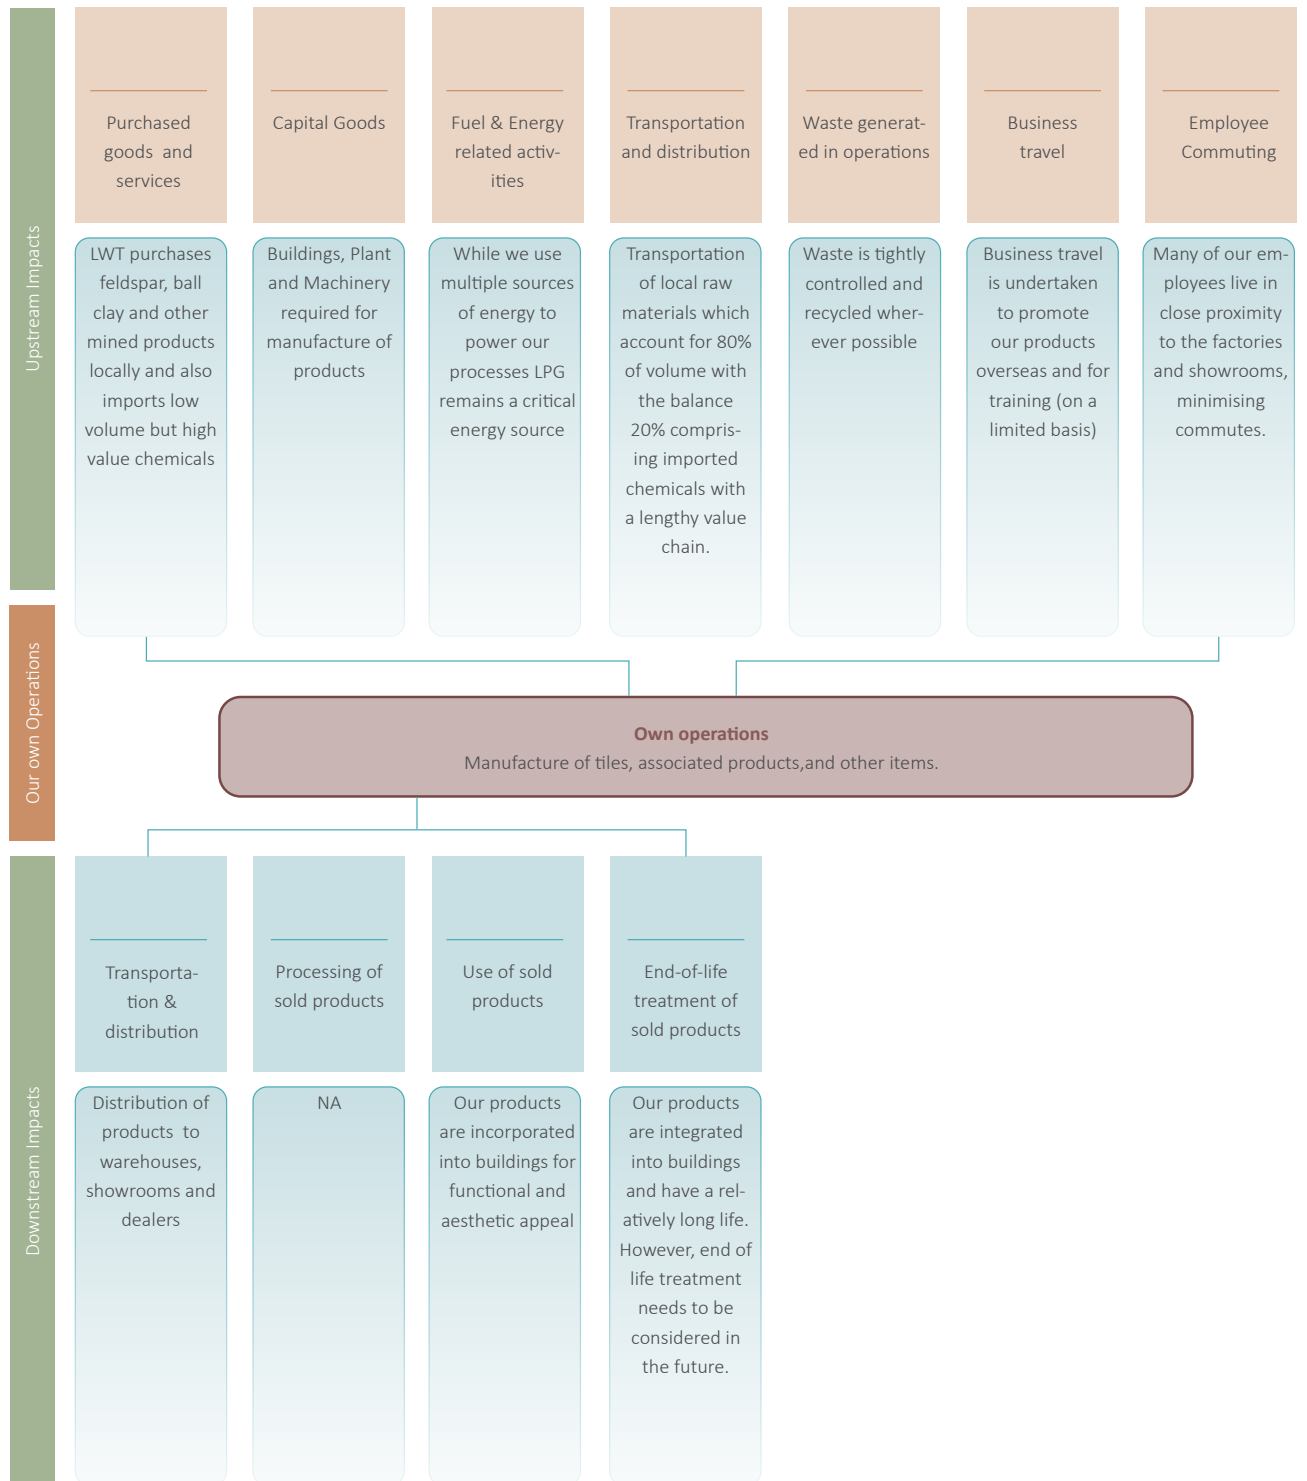 Upstream Impacts
Purchased
goods and
services
Capital Goods
Fuel & Energy
related activ-
ities
Transportation
and distribution
Waste generat-
ed in operations
Business
travel
Employee
Commuting
LWT purchases
feldspar, ball
clay and other
mined products
locally and also
imports low
volume but high
value chemicals
Buildings, Plant
and Machinery
required for
manufacture of
products
While we use
multiple sources
of energy to
power our
processes LPG
remains a critical
energy source
Transportation
of local raw
materials which
account for 80%
of volume with
the balance
20% compris-
ing imported
chemicals with
a lengthy value
chain.
Waste is tightly
controlled and
recycled wher-
ever possible
Business travel
is undertaken
to promote
our products
overseas and for
training (on a
limited basis)
Many of our em-
ployees live in
close proximity
to the factories
and showrooms,
minimising
commutes.
Our own Operations
Own operations
Manufacture of tiles, associated products,and other items.
Downstream Impacts
Transporta-
tion &
distribution
Processing of
sold products
Use of sold
products
End-of-life
treatment of
sold products
Distribution of
products to
warehouses,
showrooms and
dealers
NA
Our products
are incorporated
into buildings for
functional and
aesthetic appeal
Our products
are integrated
into buildings
and have a rel-
atively long life.
However, end of
life treatment
needs to be
considered in
the future.